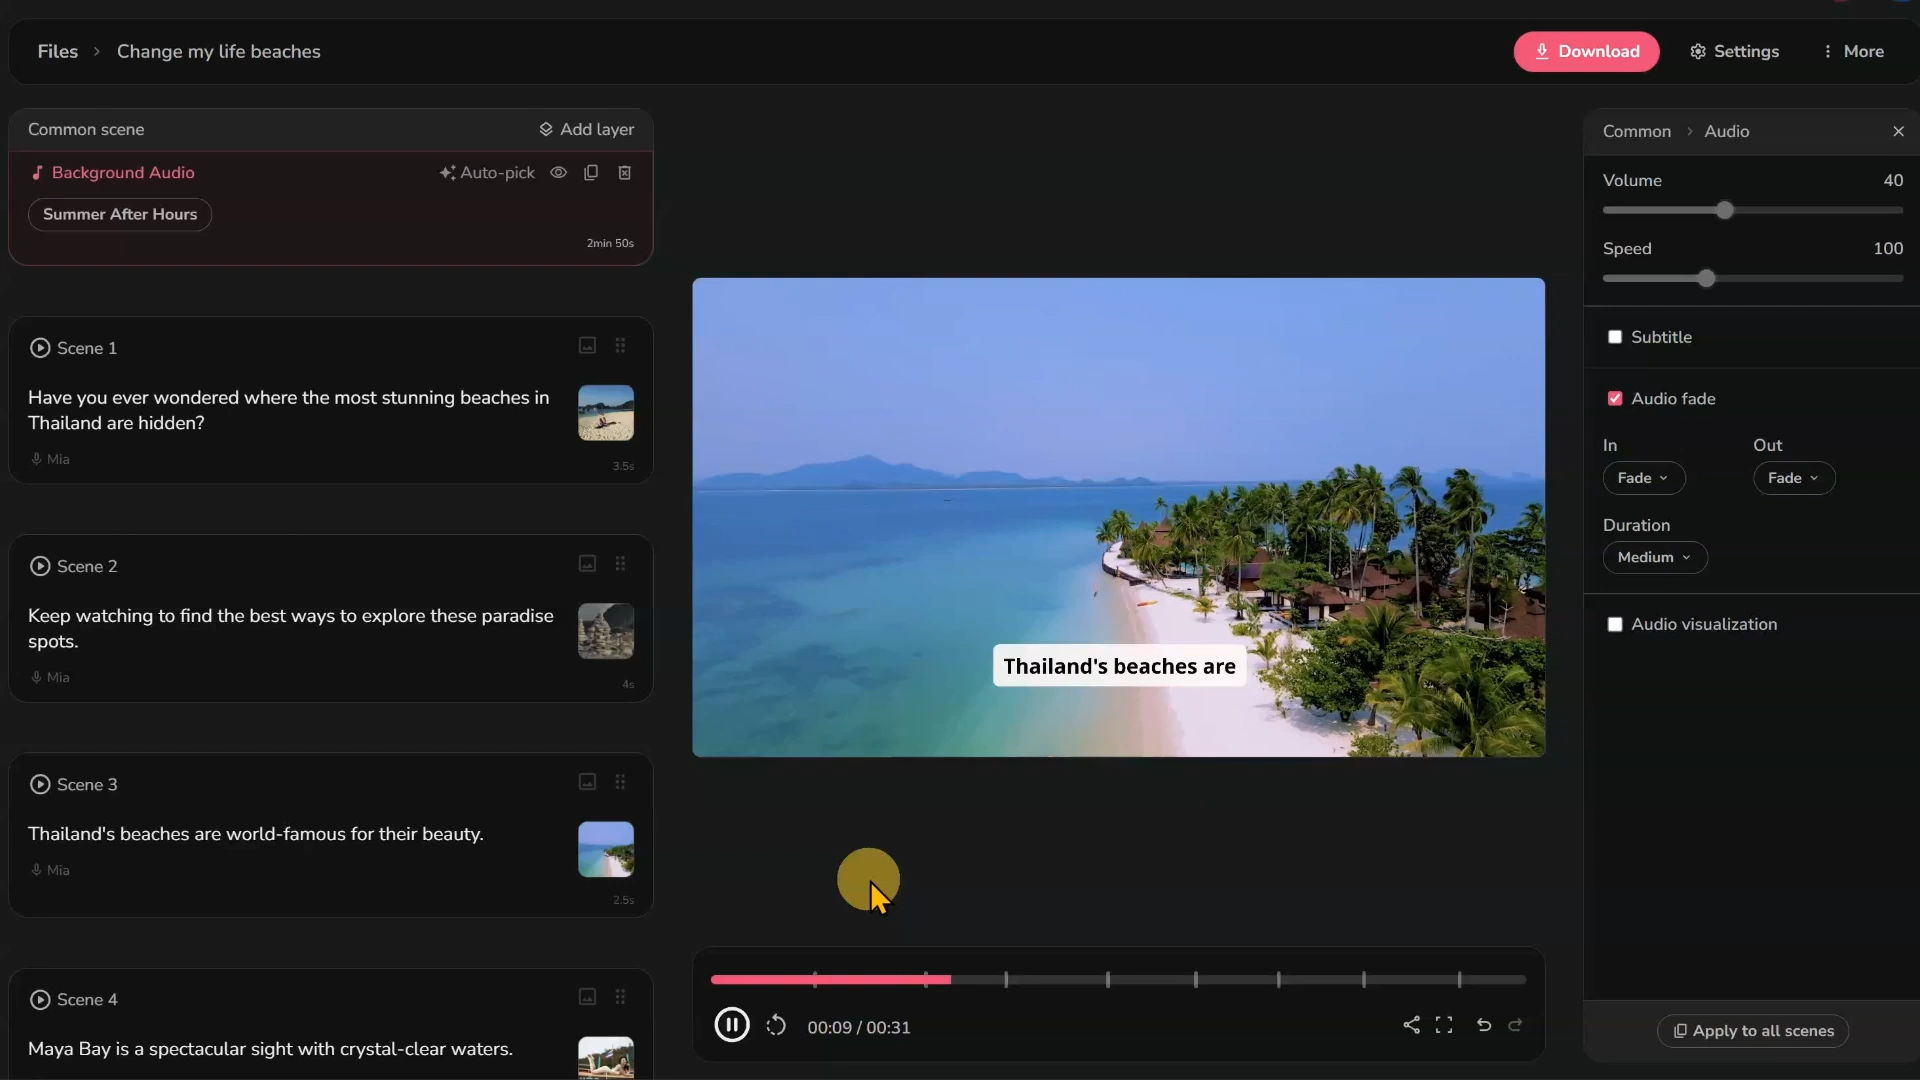 Files > Change my life beaches
Download
Settings
More
Common scene
Add layer
Background Audio
Auto-pick
Summer After Hours
2min 50s
Scene 1
Have you ever wondered where the most stunning beaches in
Thailand are hidden?
Mia
3.5s
Scene 2
Keep watching to find the best ways to explore these paradise
spots.
Mia
4s
Scene 3
Thailand's beaches are world-famous for their beauty.
Mia
2.5s
Scene 4
Maya Bay is a spectacular sight with crystal-clear waters.
Thailand's beaches are
00:09 / 00:31
Common > Audio
Volume 40
Speed 100
Subtitle
Audio fade
In Out
Fade Fade
Duration
Medium
Audio visualization
Apply to all scenes